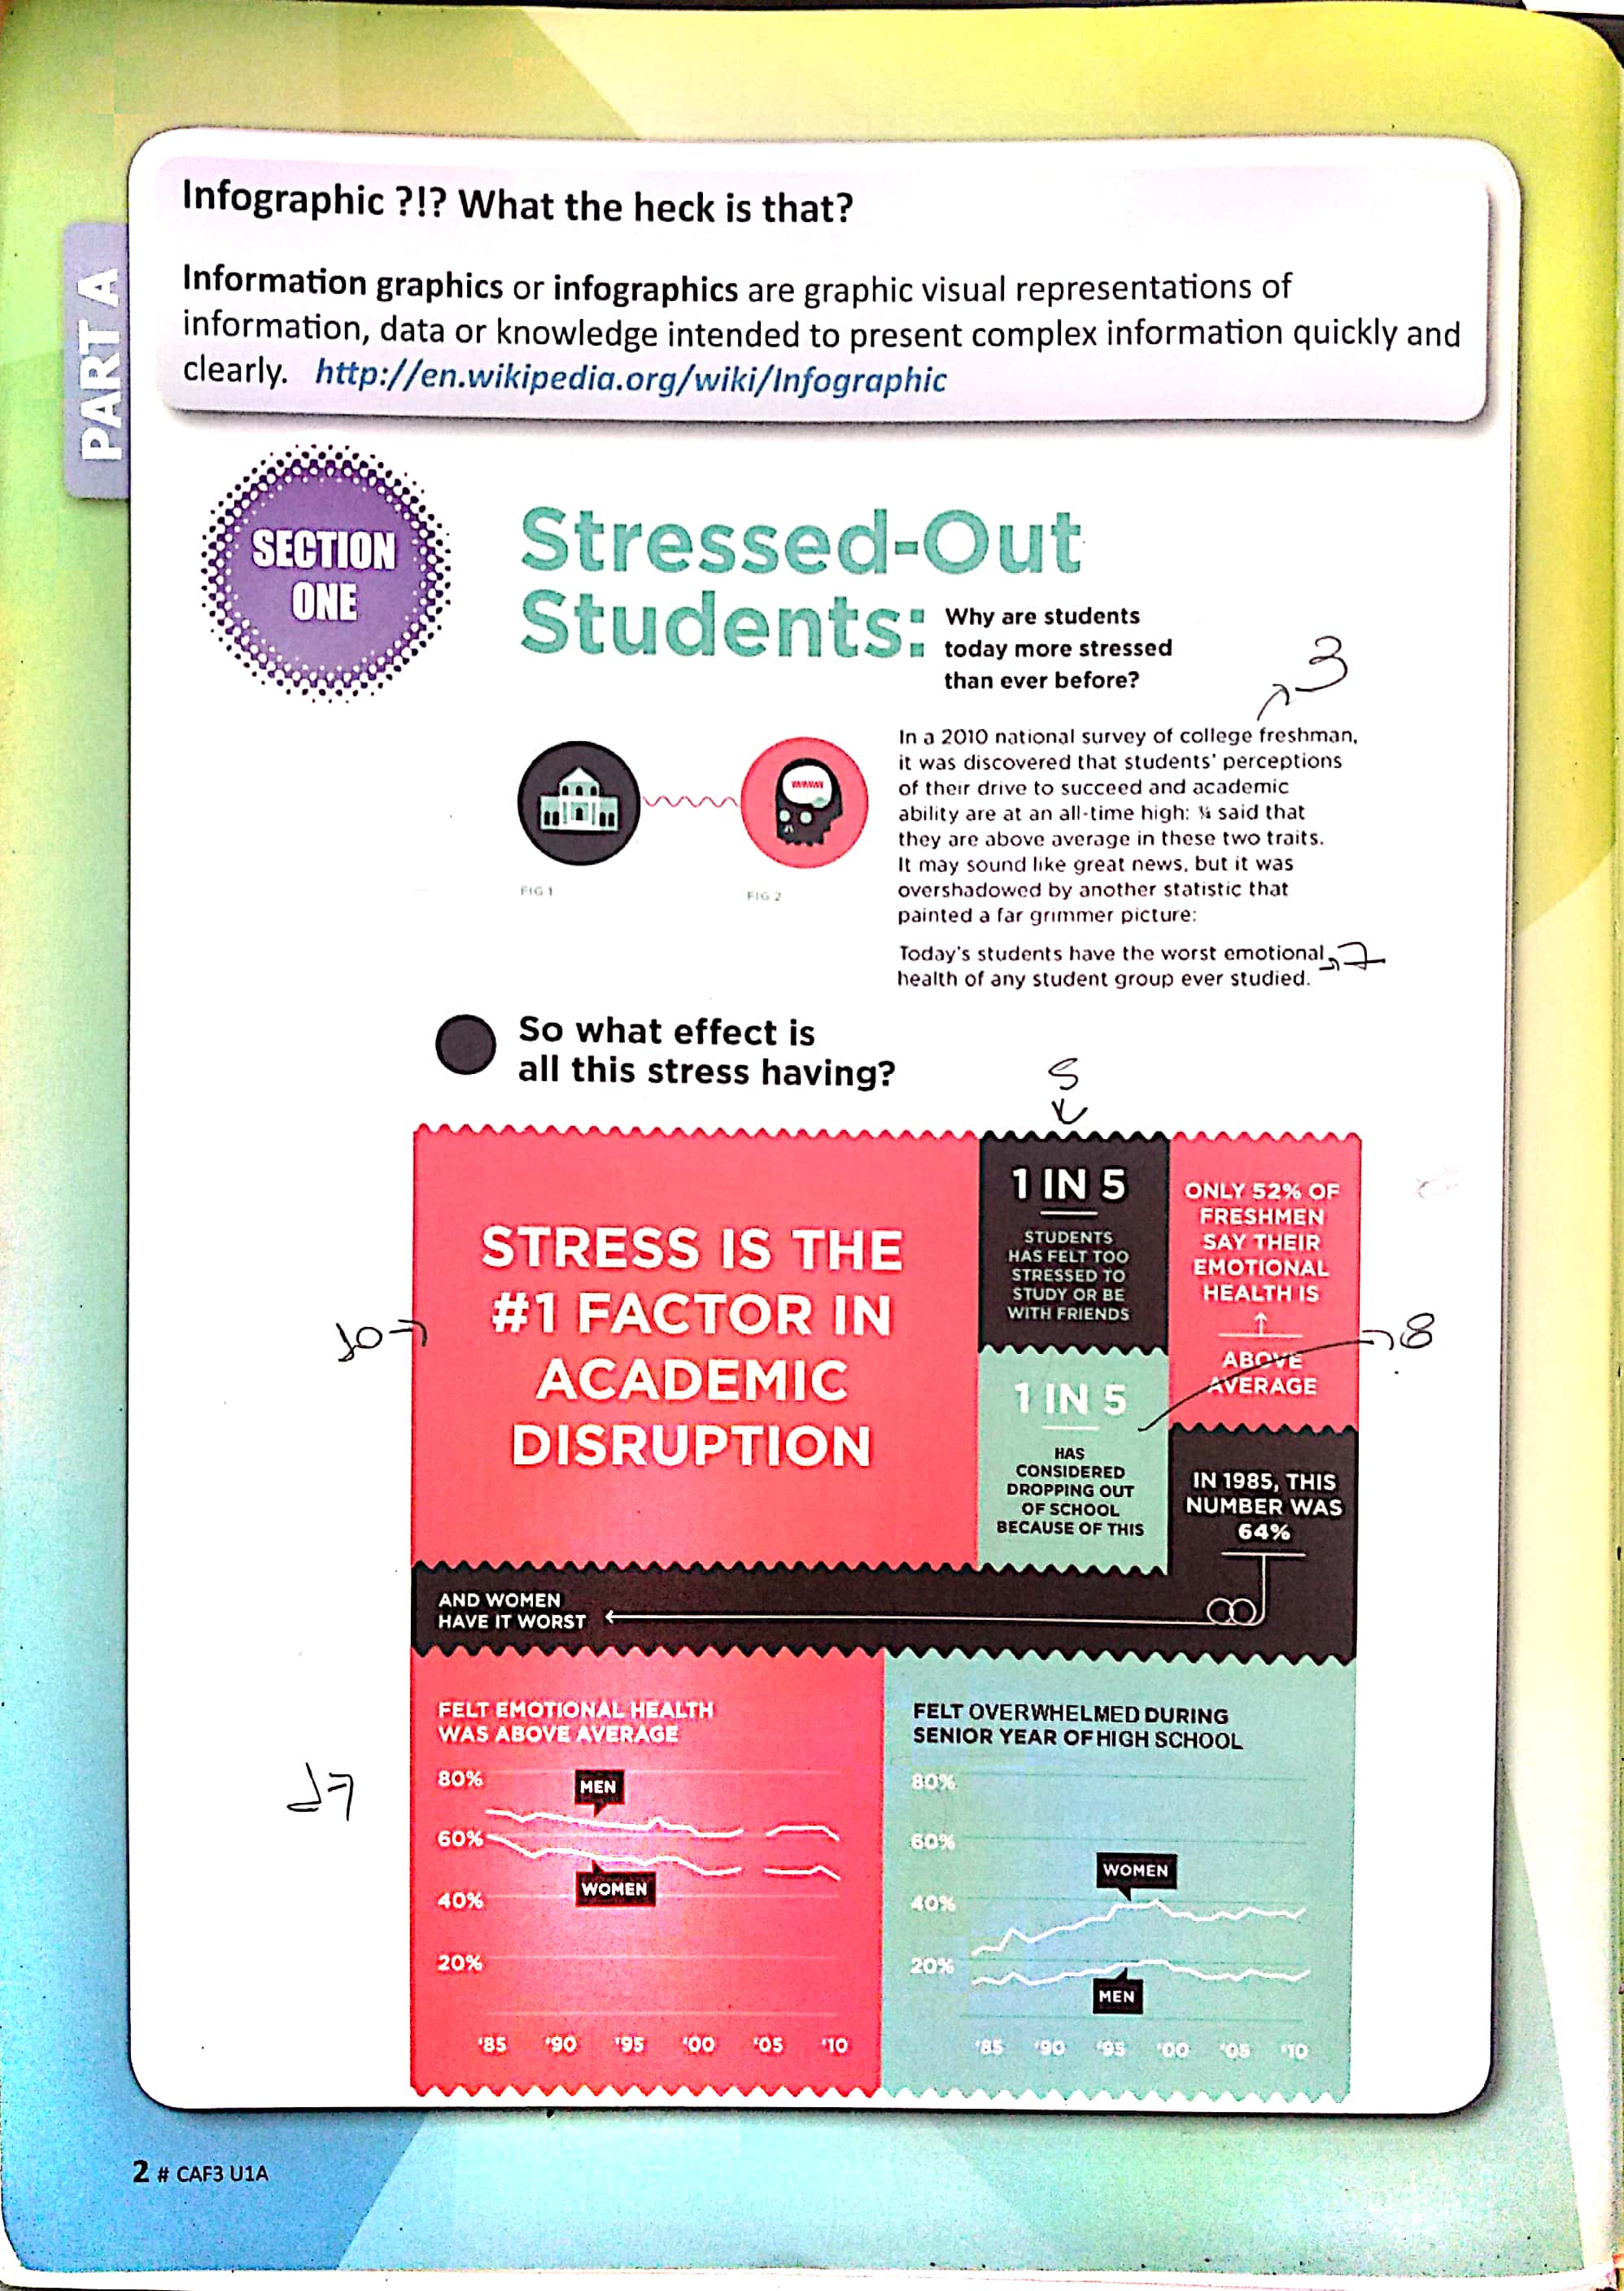 Infographic ?!? What the heck is that?
Information graphics or infographics are graphic visual representations of
information, data or knowledge intended to present complex information quickly and
clearly. http://en.wikipedia.org/wiki/Infographic
PART A
SECTION
ONE
Stressed-Out
Students:
Why are students
today more stressed
than ever before?
3
In a 2010 national survey of college freshman,
it was discovered that students' perceptions
of their drive to succeed and academic
ability are at an all-time high: said that
they are above average in these two traits.
It may sound like great news, but it was
overshadowed by another statistic that
painted a far grimmer picture:
FIG 1
FIG 2
Today's students have the worst emotional
health of any student group ever studied.
So what effect is
all this stress having?
5
STRESS IS THE
#1 FACTOR IN
ACADEMIC
DISRUPTION
10
1 IN 5
STUDENTS
HAS FELT TOO
STRESSED TO
STUDY OR BE
WITH FRIENDS
ONLY 52% OF
FRESHMEN
SAY THEIR
EMOTIONAL
HEALTH IS
ABOVE
AVERAGE
8
1 IN 5
HAS
CONSIDERED
DROPPING OUT
OF SCHOOL
BECAUSE OF THIS
IN 1985, THIS
NUMBER WAS
64%
AND WOMEN
HAVE IT WORST
FELT EMOTIONAL HEALTH
WAS ABOVE AVERAGE
80%
MEN
60%
WOMEN
40%
20%
'85 '90 '95 '00 '05 '10
FELT OVERWHELMED DURING
SENIOR YEAR OF HIGH SCHOOL
80%
60%
WOMEN
40%
20%
MEN
'85 '90 '95 '00 '05 '10
2 # CAF3 U1A